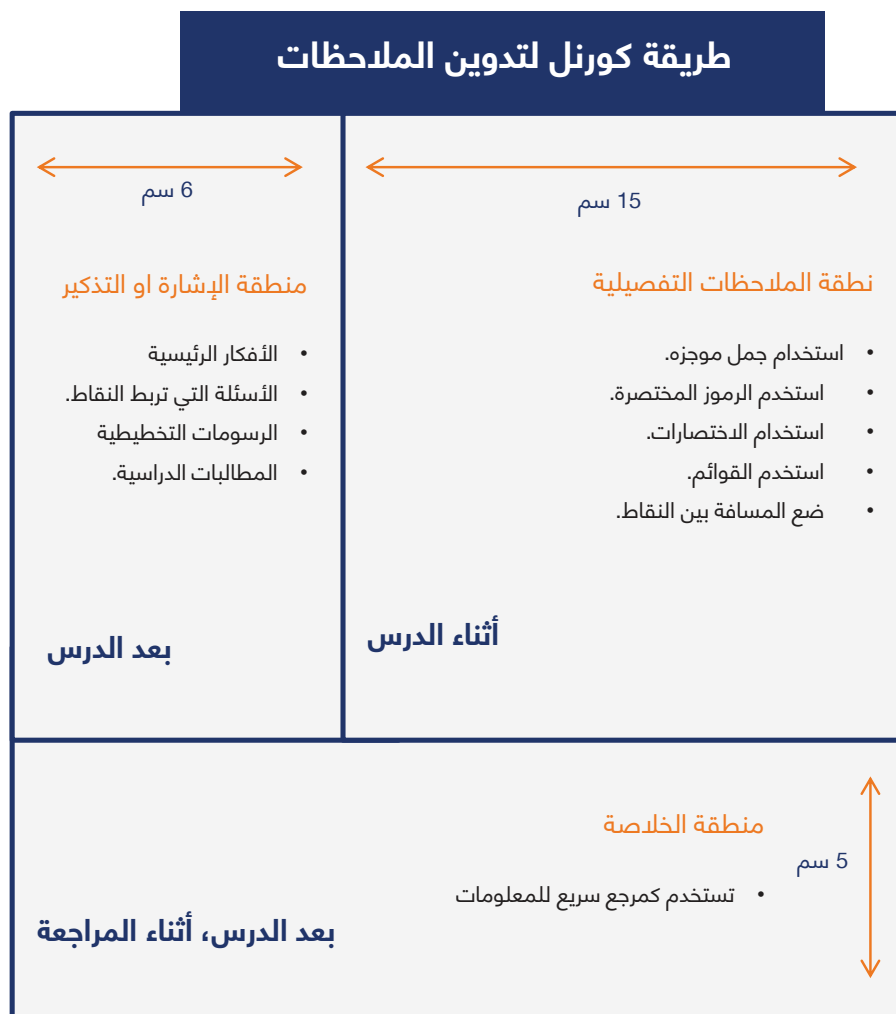 طريقة كورنل لتدوين الملاحظات
15 سم
نطقة الملاحظات التفصيلية
• استخدام جمل موجزه.
• استخدم الرموز المختصرة.
• استخدام الاختصارات.
• استخدم القوائم.
• ضع المسافة بين النقاط.
أثناء الدرس
6 سم
منطقة الإشارة او التذكير
• الأفكار الرئيسية
• الأسئلة التي تربط النقاط.
• الرسومات التخطيطية
• المطالبات الدراسية.
بعد الدرس
منطقة الخلاصة
5 سم
• تستخدم كمرجع سريع للمعلومات
بعد الدرس، أثناء المراجعة